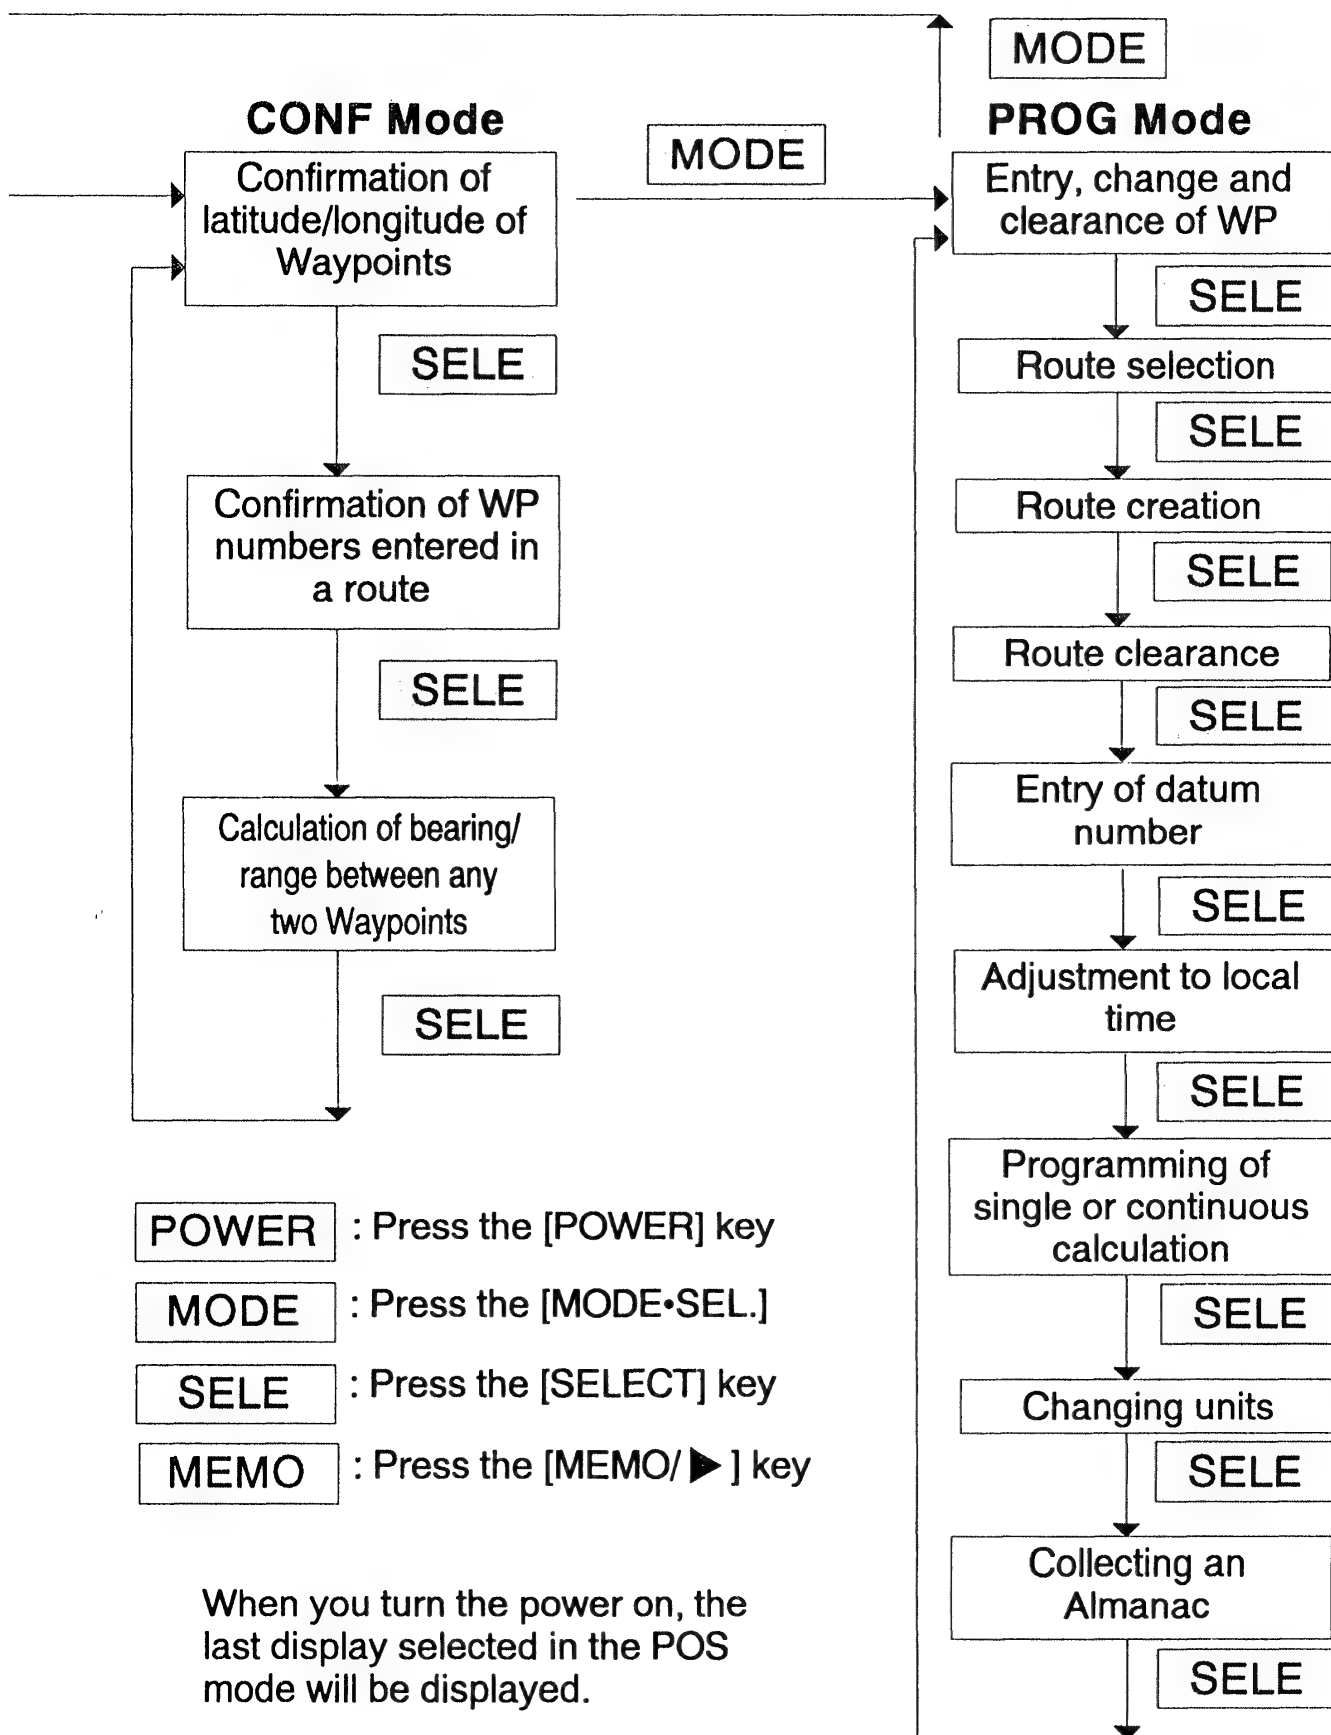 MODE
CONF Mode
Confirmation of
latitude/longitude of
Waypoints
SELE
Confirmation of WP
numbers entered in
a route
SELE
Calculation of bearing/
range between any
two Waypoints
SELE
MODE
PROG Mode
Entry, change and
clearance of WP
SELE
Route selection
SELE
Route creation
SELE
Route clearance
SELE
Entry of datum
number
SELE
Adjustment to local
time
SELE
Programming of
single or continuous
calculation
SELE
Changing units
SELE
Collecting an
Almanac
SELE
POWER : Press the [POWER] key
MODE : Press the [MODE•SEL.]
SELE : Press the [SELECT] key
MEMO : Press the [MEMO/ ▶ ] key
When you turn the power on, the
last display selected in the POS
mode will be displayed.